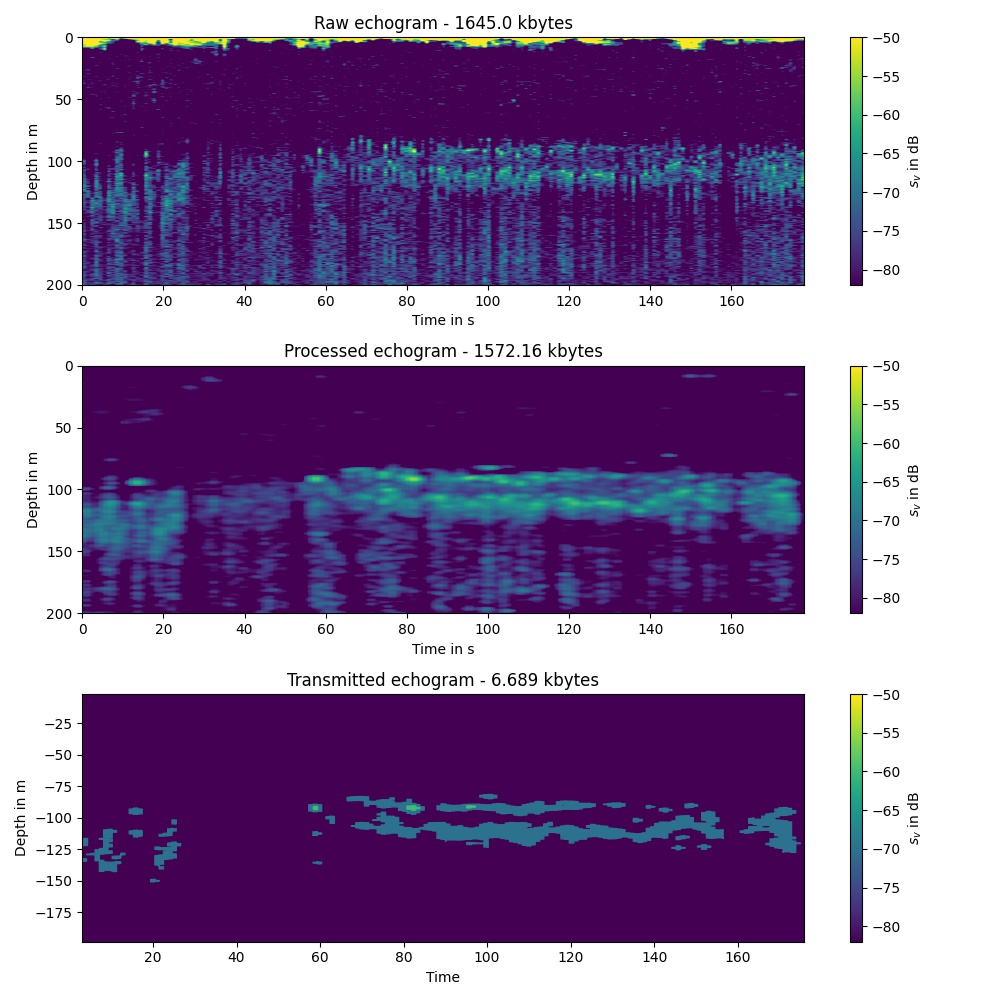 Raw echogram - 1645.0 kbytes
0
50
100
150
200
Depth in m
0 20 40 60 80 100 120 140 160
Time in s
−50
−55
−60
−65
−70
−75
−80
sv in dB
Processed echogram - 1572.16 kbytes
0
50
100
150
200
Depth in m
0 20 40 60 80 100 120 140 160
Time in s
−50
−55
−60
−65
−70
−75
−80
sv in dB
Transmitted echogram - 6.689 kbytes
−25
−50
−75
−100
−125
−150
−175
Depth in m
20 40 60 80 100 120 140 160
Time
−50
−55
−60
−65
−70
−75
−80
sv in dB